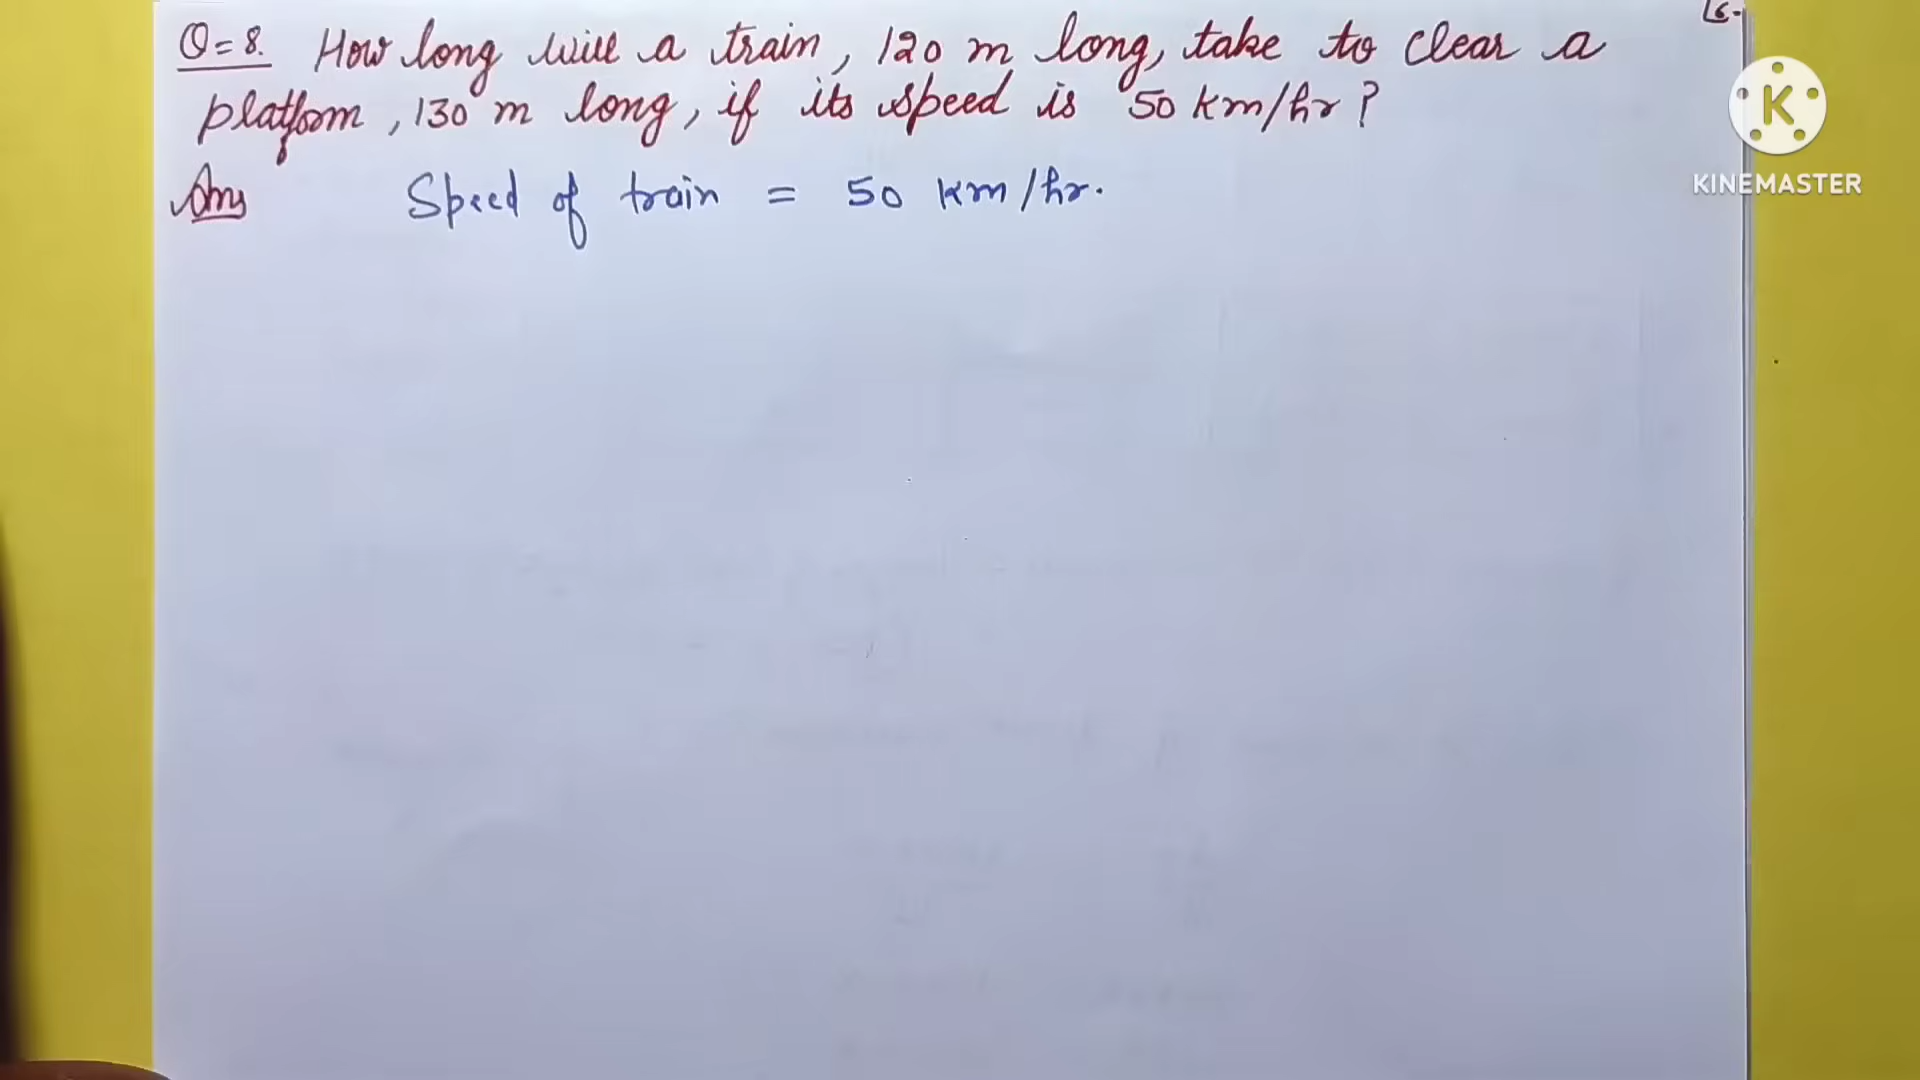 Q=8. How long will a train, 120 m long, take to clear a
platform, 130 m long, if its speed is 50 km/hr?
Ans Speed of train = 50 km/hr.
K
KINEMASTER